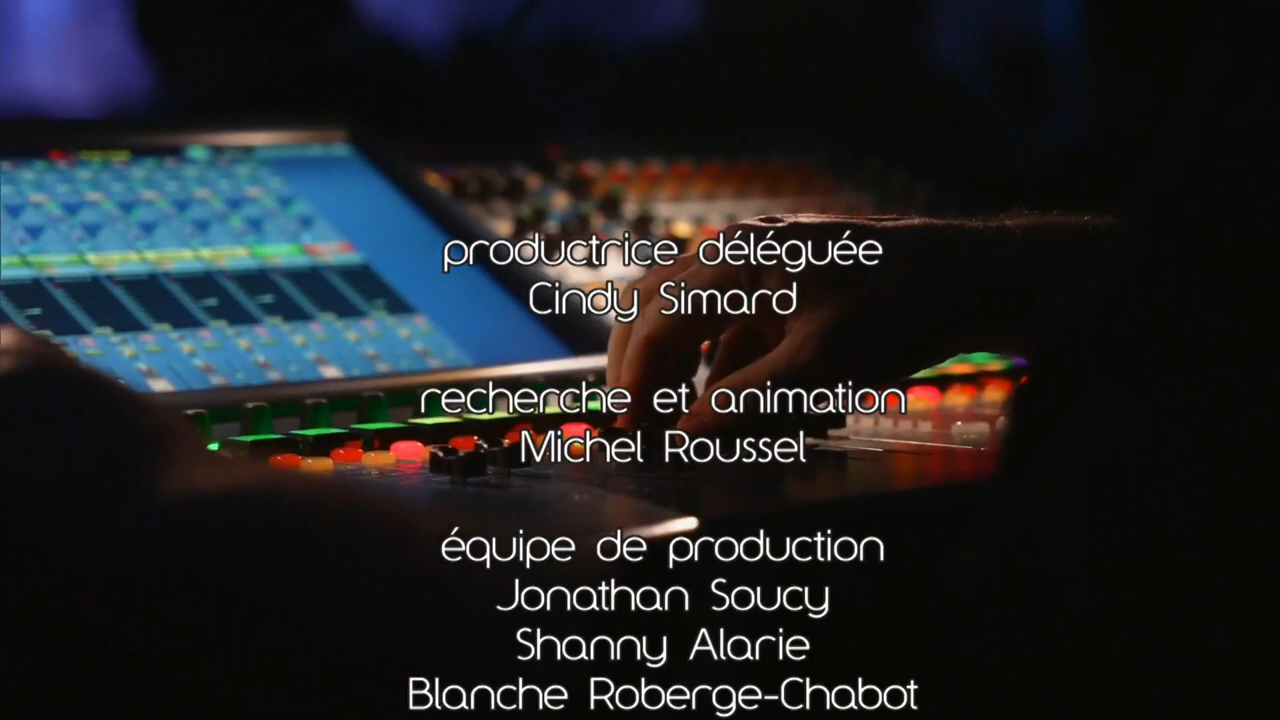 productrice déléguée
Cindy Simard
recherche et animation
Michel Roussel
équipe de production
Jonathan Soucy
Shanny Alarie
Blanche Roberge-Chabot